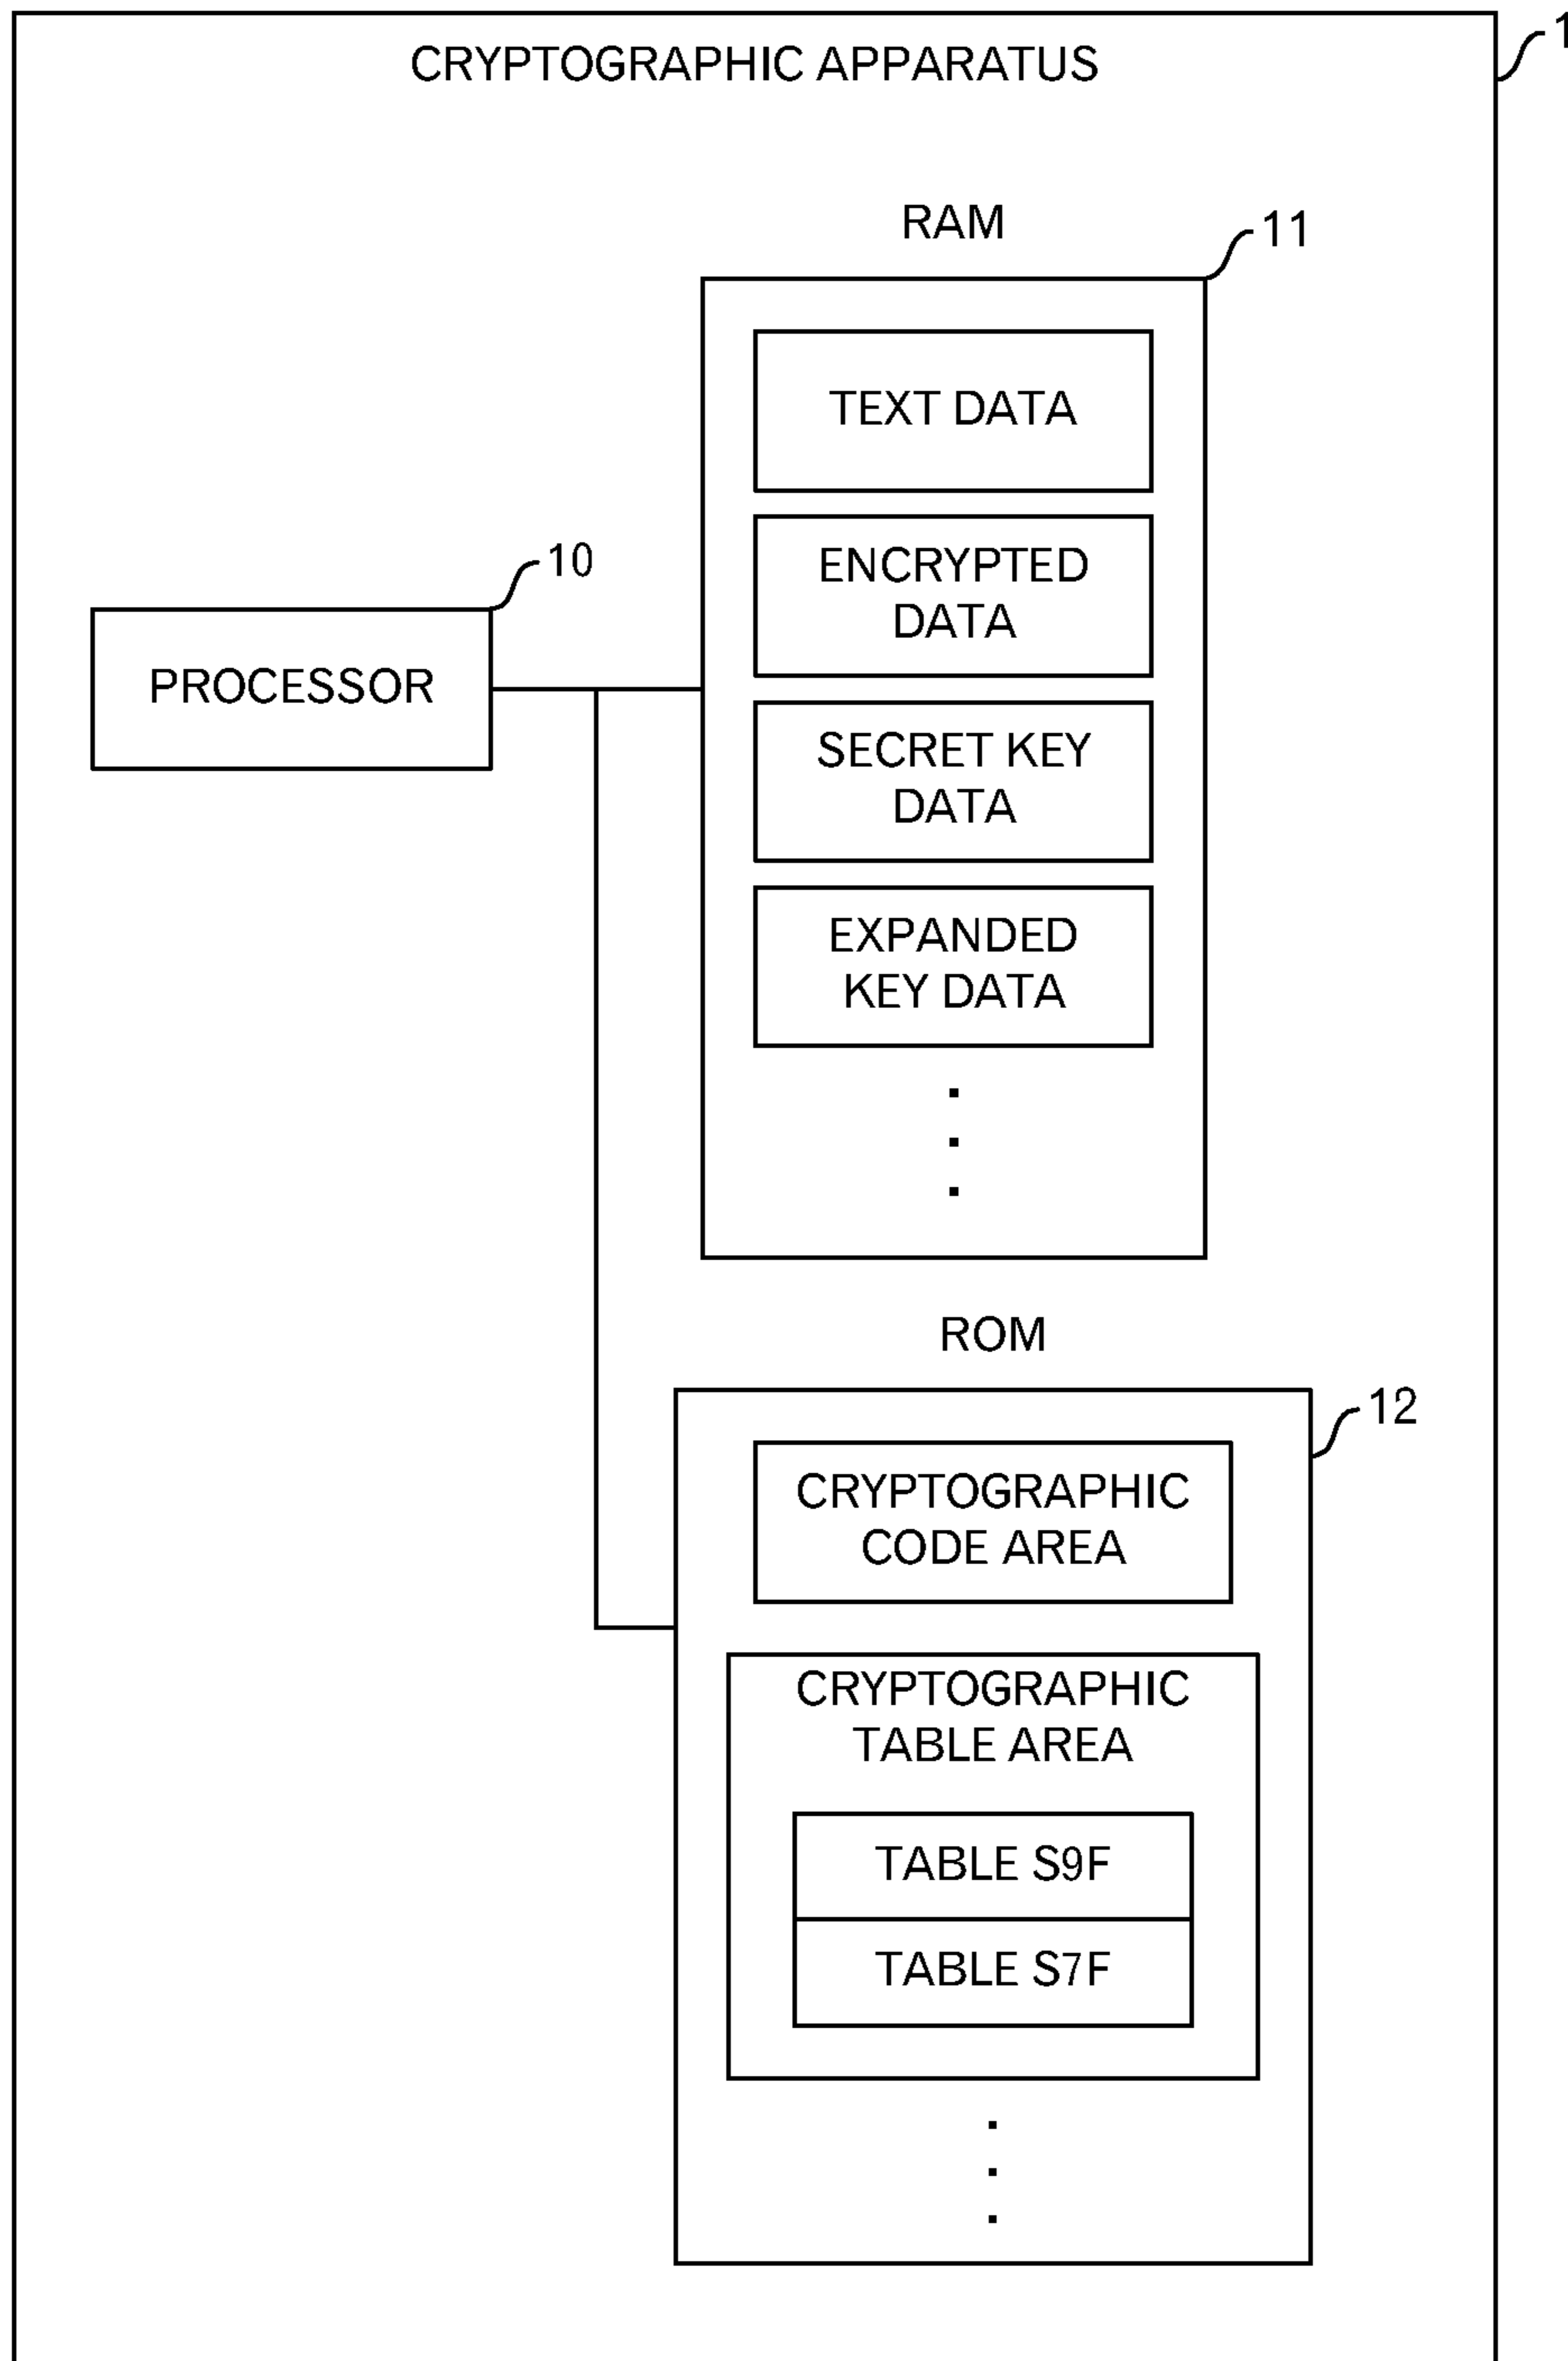 CRYPTOGRAPHIC APPARATUS
1
RAM
11
TEXT DATA
ENCRYPTED
DATA
10
PROCESSOR
SECRET KEY
DATA
EXPANDED
KEY DATA
ROM
12
CRYPTOGRAPHIC
CODE AREA
CRYPTOGRAPHIC
TABLE AREA
TABLE S9F
TABLE S7F